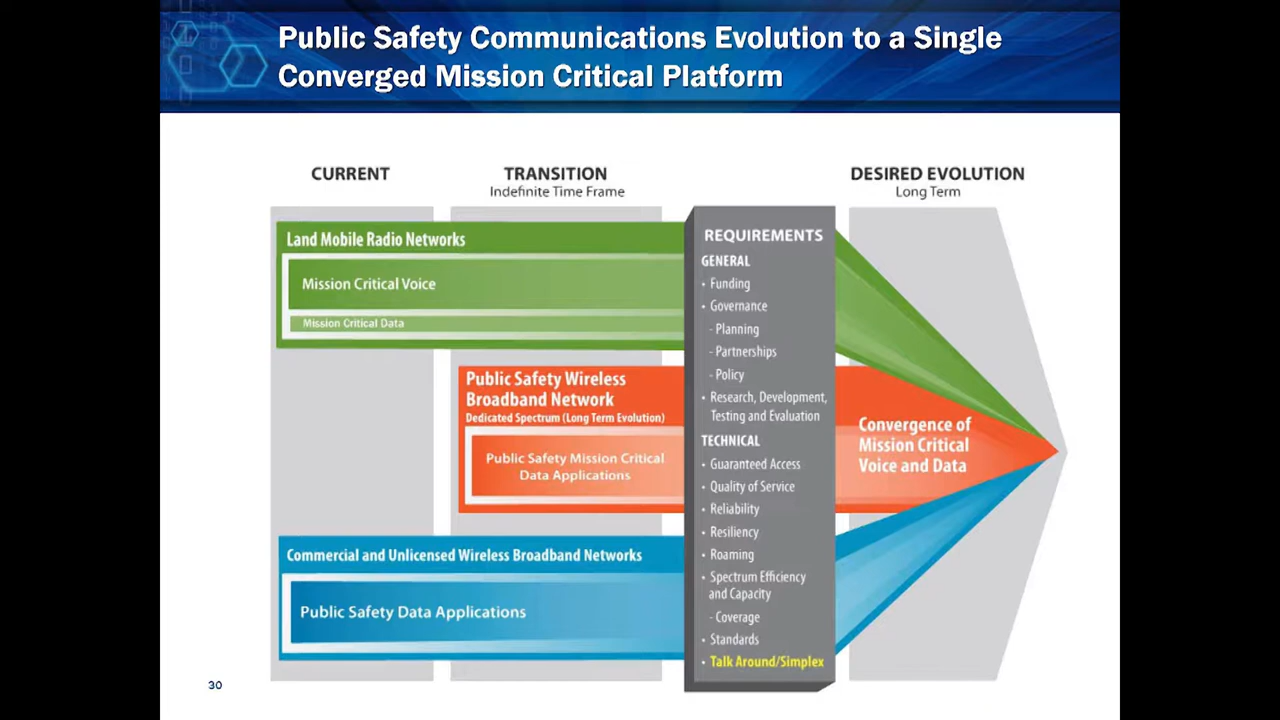 Public Safety Communications Evolution to a Single
Converged Mission Critical Platform
CURRENT
TRANSITION
Indefinite Time Frame
DESIRED EVOLUTION
Long Term
Land Mobile Radio Networks
Mission Critical Voice
Mission Critical Data
Public Safety Wireless
Broadband Network
Dedicated Spectrum (Long Term Evolution)
Public Safety Mission Critical
Data Applications
Commercial and Unlicensed Wireless Broadband Networks
Public Safety Data Applications
REQUIREMENTS
GENERAL
• Funding
• Governance
- Planning
- Partnerships
- Policy
• Research, Development,
Testing and Evaluation
TECHNICAL
• Guaranteed Access
• Quality of Service
• Reliability
• Resiliency
• Roaming
• Spectrum Efficiency
and Capacity
- Coverage
• Standards
• Talk Around/Simplex
Convergence of
Mission Critical
Voice and Data
30